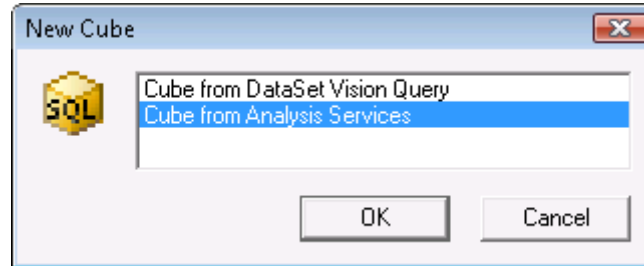 New Cube
SQL
Cube from DataSet Vision Query
Cube from Analysis Services
OK
Cancel